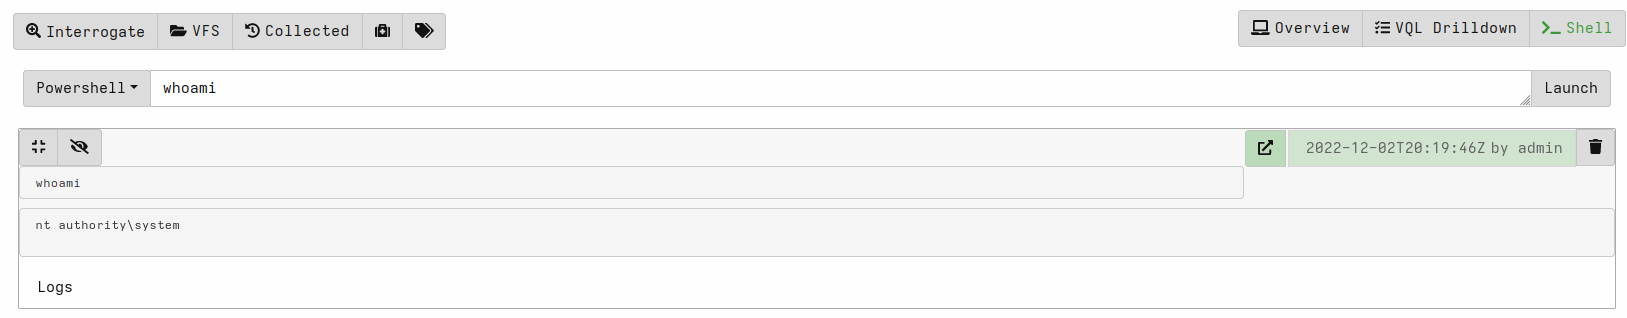 Interrogate VFS Collected Overview VQL Drilldown Shell
Powershell whoami Launch
2022-12-02T20:19:46Z by admin
whoami
nt authority\system
Logs